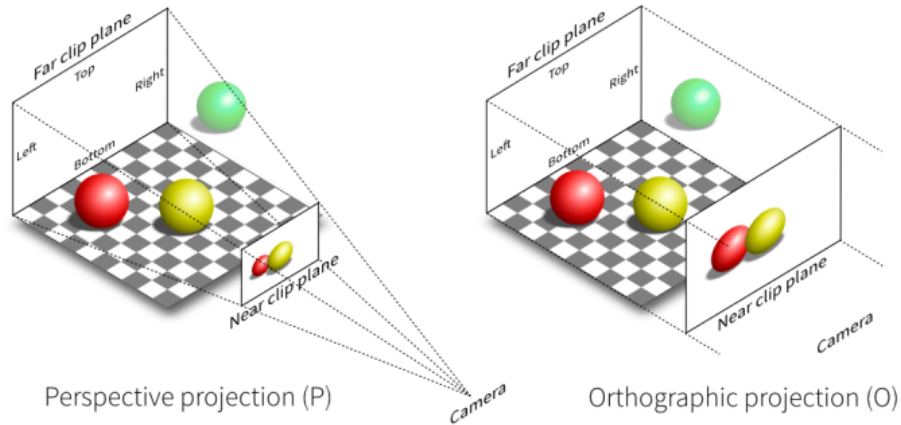 Far clip plane
Top
Right
Left
Bottom
Near clip plane
Camera
Perspective projection (P)
Far clip plane
Top
Right
Left
Bottom
Near clip plane
Camera
Orthographic projection (O)